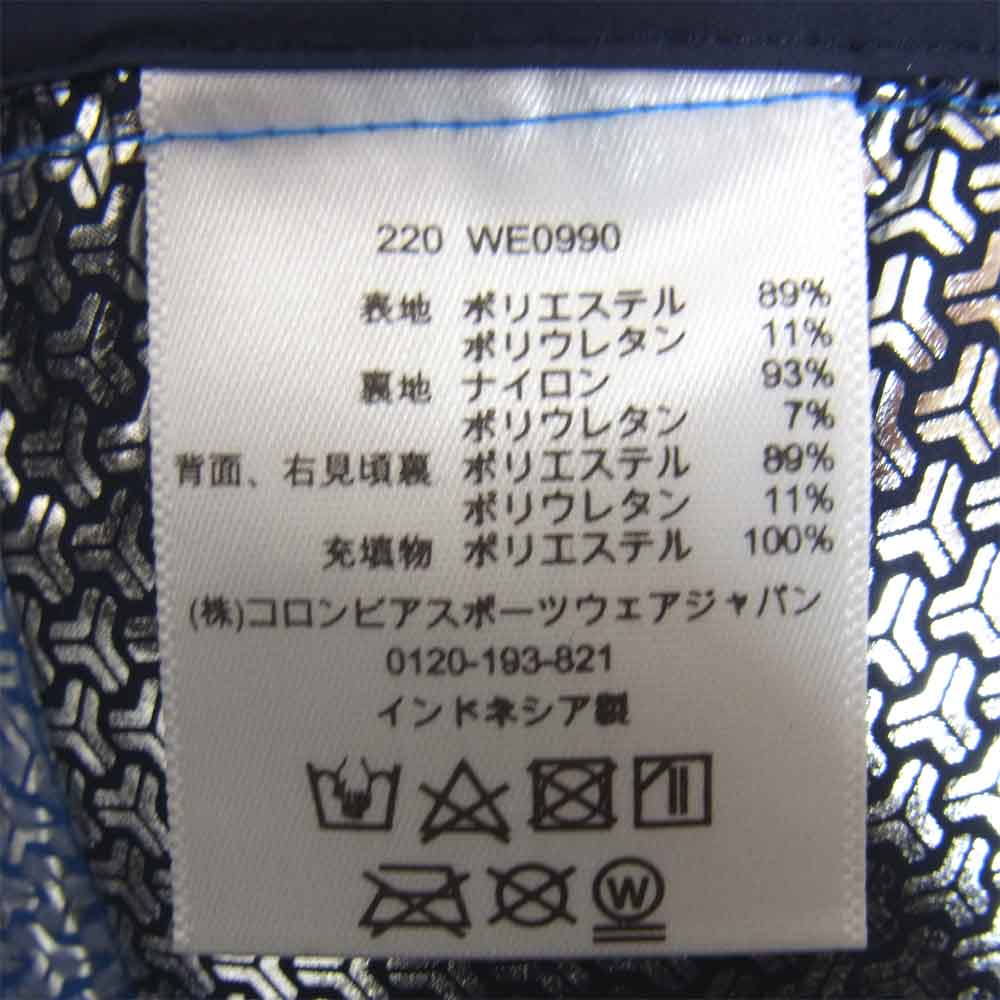 220 WE0990
表地 ポリエステル 89%
ポリウレタン 11%
裏地 ナイロン 93%
ポリウレタン 7%
背面、右見頃裏 ポリエステル 89%
ポリウレタン 11%
充填物 ポリエステル 100%
(株)コロンビアスポーツウェアジャパン
0120-193-821
インドネシア製
W